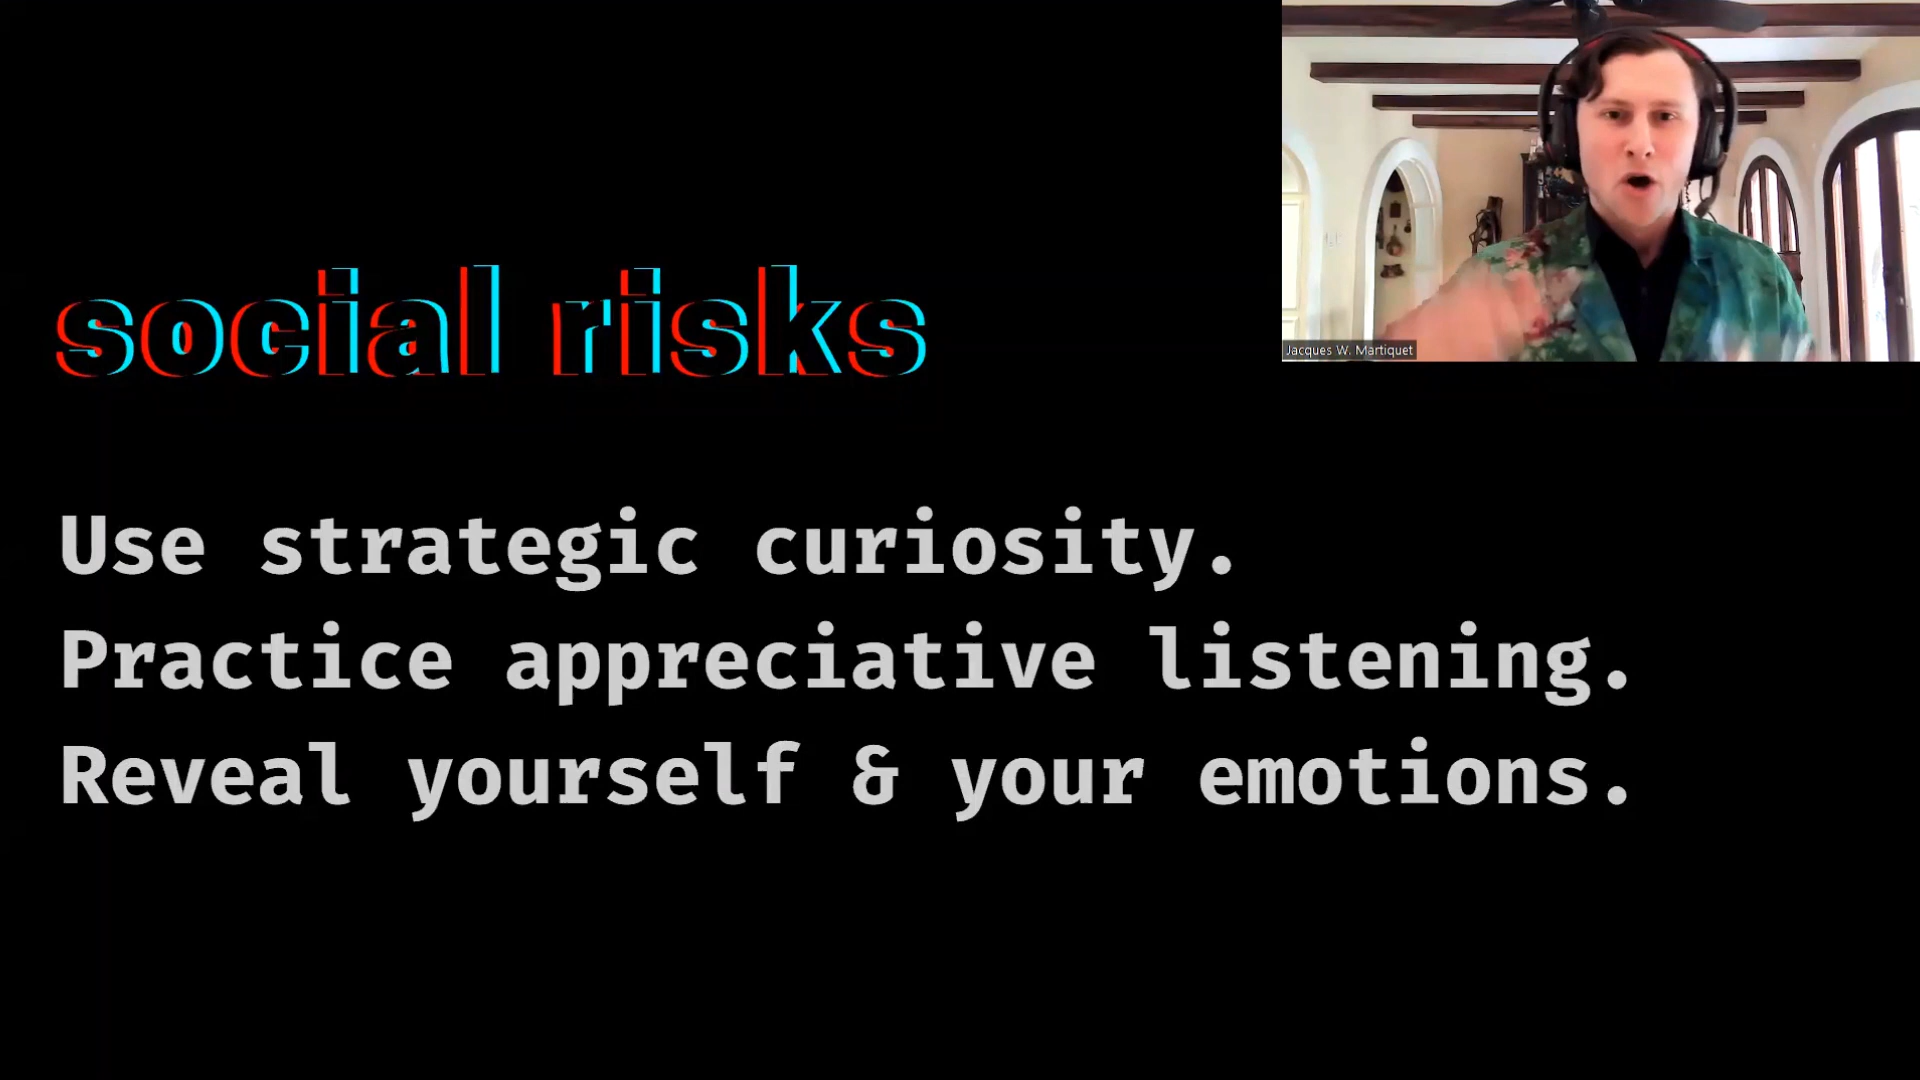 Jacques W. Martiquet
social risks
Use strategic curiosity.
Practice appreciative listening.
Reveal yourself & your emotions.